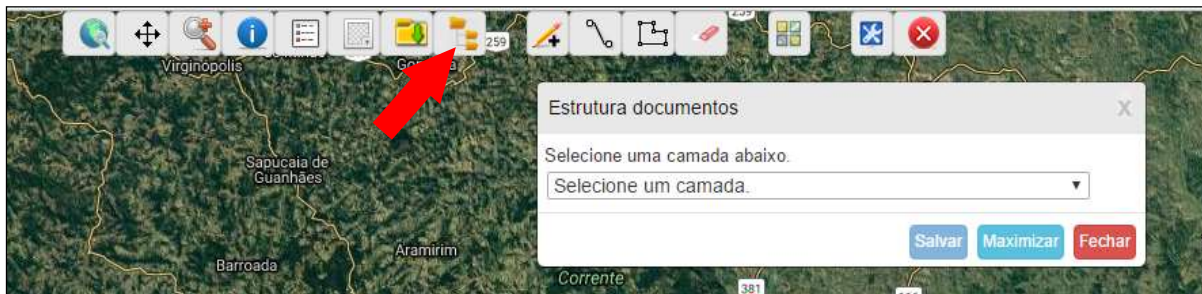 259
259
Virginópolis
Estrutura documentos
X
Selecione uma camada abaixo.
Selecione um camada.
Sapucaia de
Guanhães
Aramirim
Salvar Maximizar Fechar
Barroada
Corrente
381